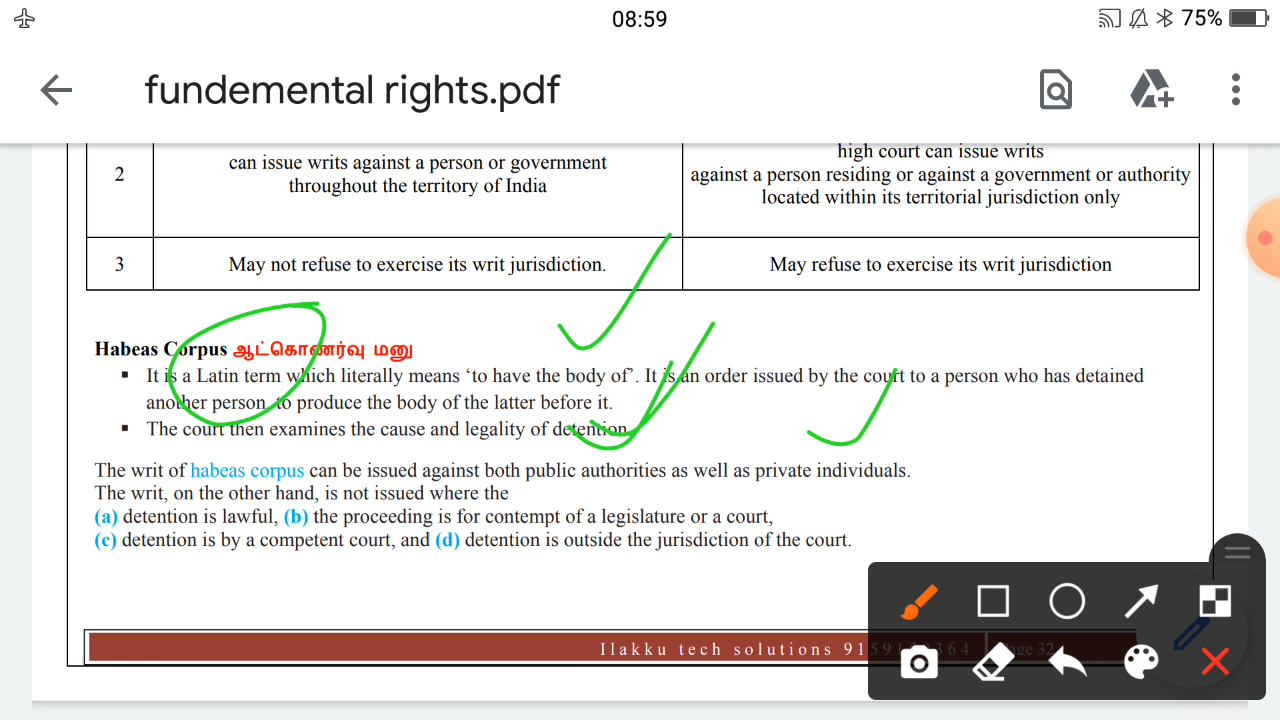 08:59
75%
fundemental rights.pdf
2
can issue writs against a person or government
throughout the territory of India
high court can issue writs
against a person residing or against a government or authority
located within its territorial jurisdiction only
3
May not refuse to exercise its writ jurisdiction.
May refuse to exercise its writ jurisdiction
Habeas Corpus ஆட்கொணர்வு மனு
▪ It is a Latin term which literally means ‘to have the body of’. It is an order issued by the court to a person who has detained
another person, to produce the body of the latter before it.
▪ The court then examines the cause and legality of detention.
The writ of habeas corpus can be issued against both public authorities as well as private individuals.
The writ, on the other hand, is not issued where the
(a) detention is lawful, (b) the proceeding is for contempt of a legislature or a court,
(c) detention is by a competent court, and (d) detention is outside the jurisdiction of the court.
Ilakku tech solutions